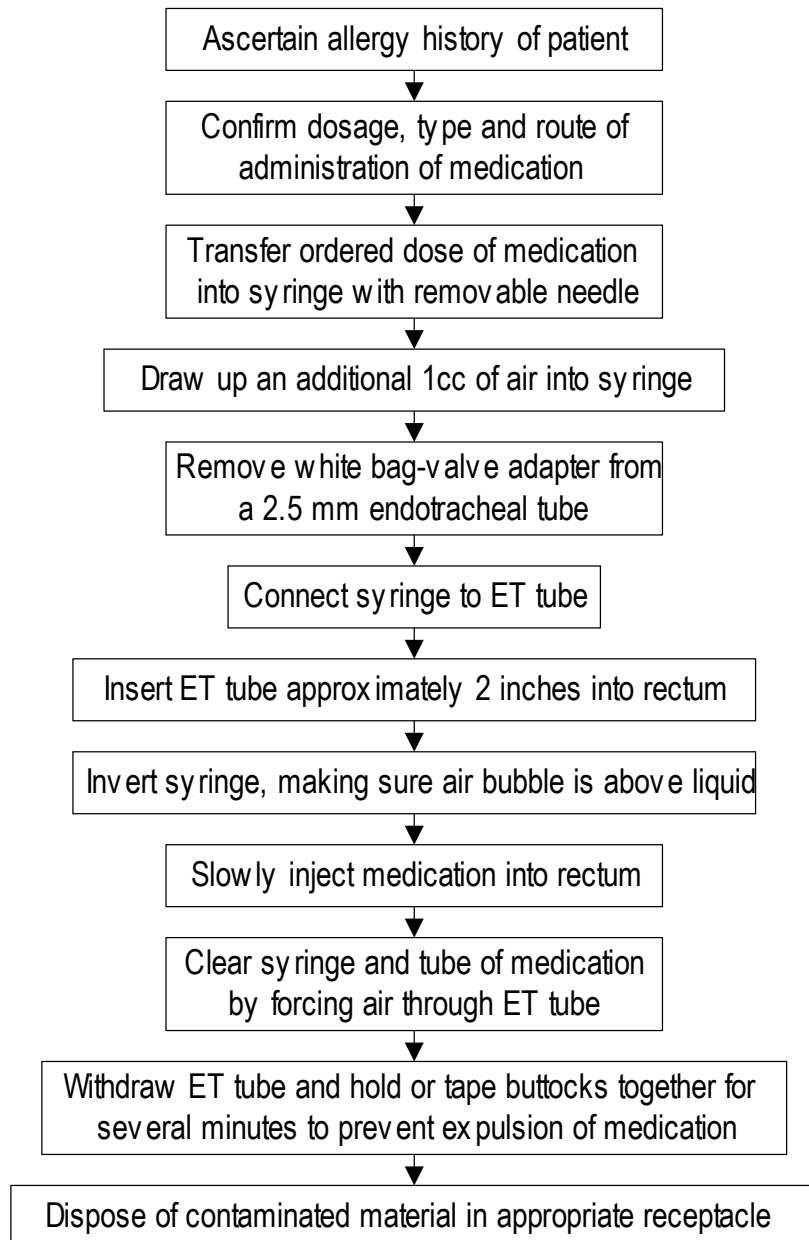 Ascertain allergy history of patient
Confirm dosage, type and route of
administration of medication
Transfer ordered dose of medication
into syringe with removable needle
Draw up an additional 1cc of air into syringe
Remove white bag-valve adapter from
a 2.5 mm endotracheal tube
Connect syringe to ET tube
Insert ET tube approximately 2 inches into rectum
Invert syringe, making sure air bubble is above liquid
Slowly inject medication into rectum
Clear syringe and tube of medication
by forcing air through ET tube
Withdraw ET tube and hold or tape buttocks together for
several minutes to prevent expulsion of medication
Dispose of contaminated material in appropriate receptacle